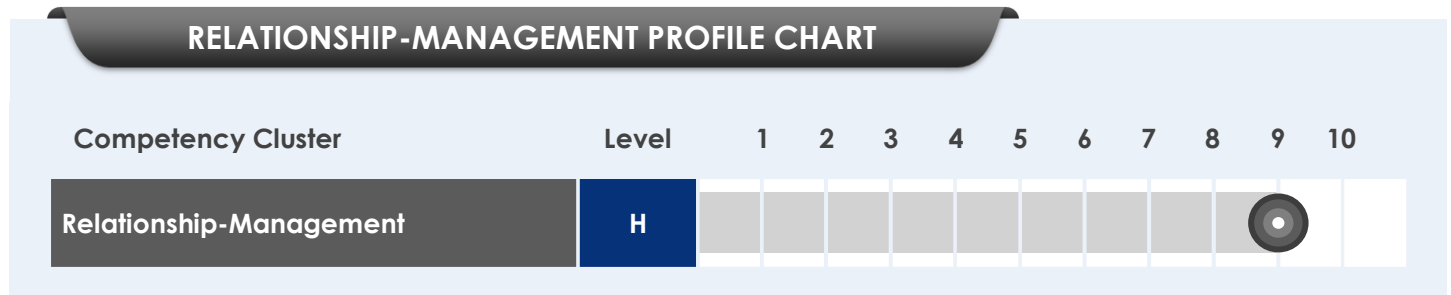 RELATIONSHIP-MANAGEMENT PROFILE CHART
Competency Cluster Level 1 2 3 4 5 6 7 8 9 10
Relationship-Management H